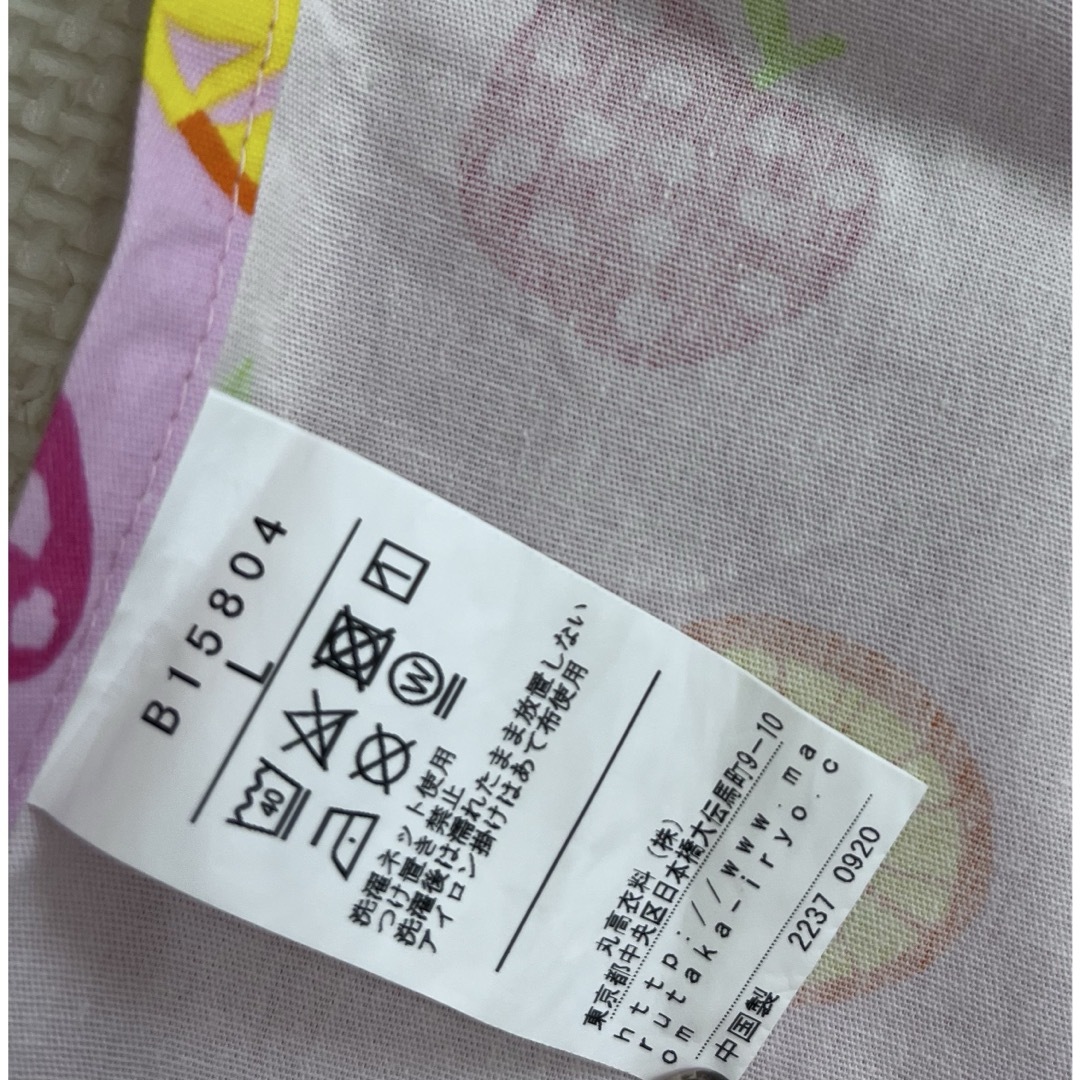 B15804
L
40
W
洗濯ネット使用
つけ置き禁止
洗濯後は濡れたまま放置しない
アイロン掛けはあて布使用
丸高衣料(株)
東京都中央区日本橋大伝馬町9-10
http://www.ma
rutaka-iryo.c
om
中国製 2237 0920